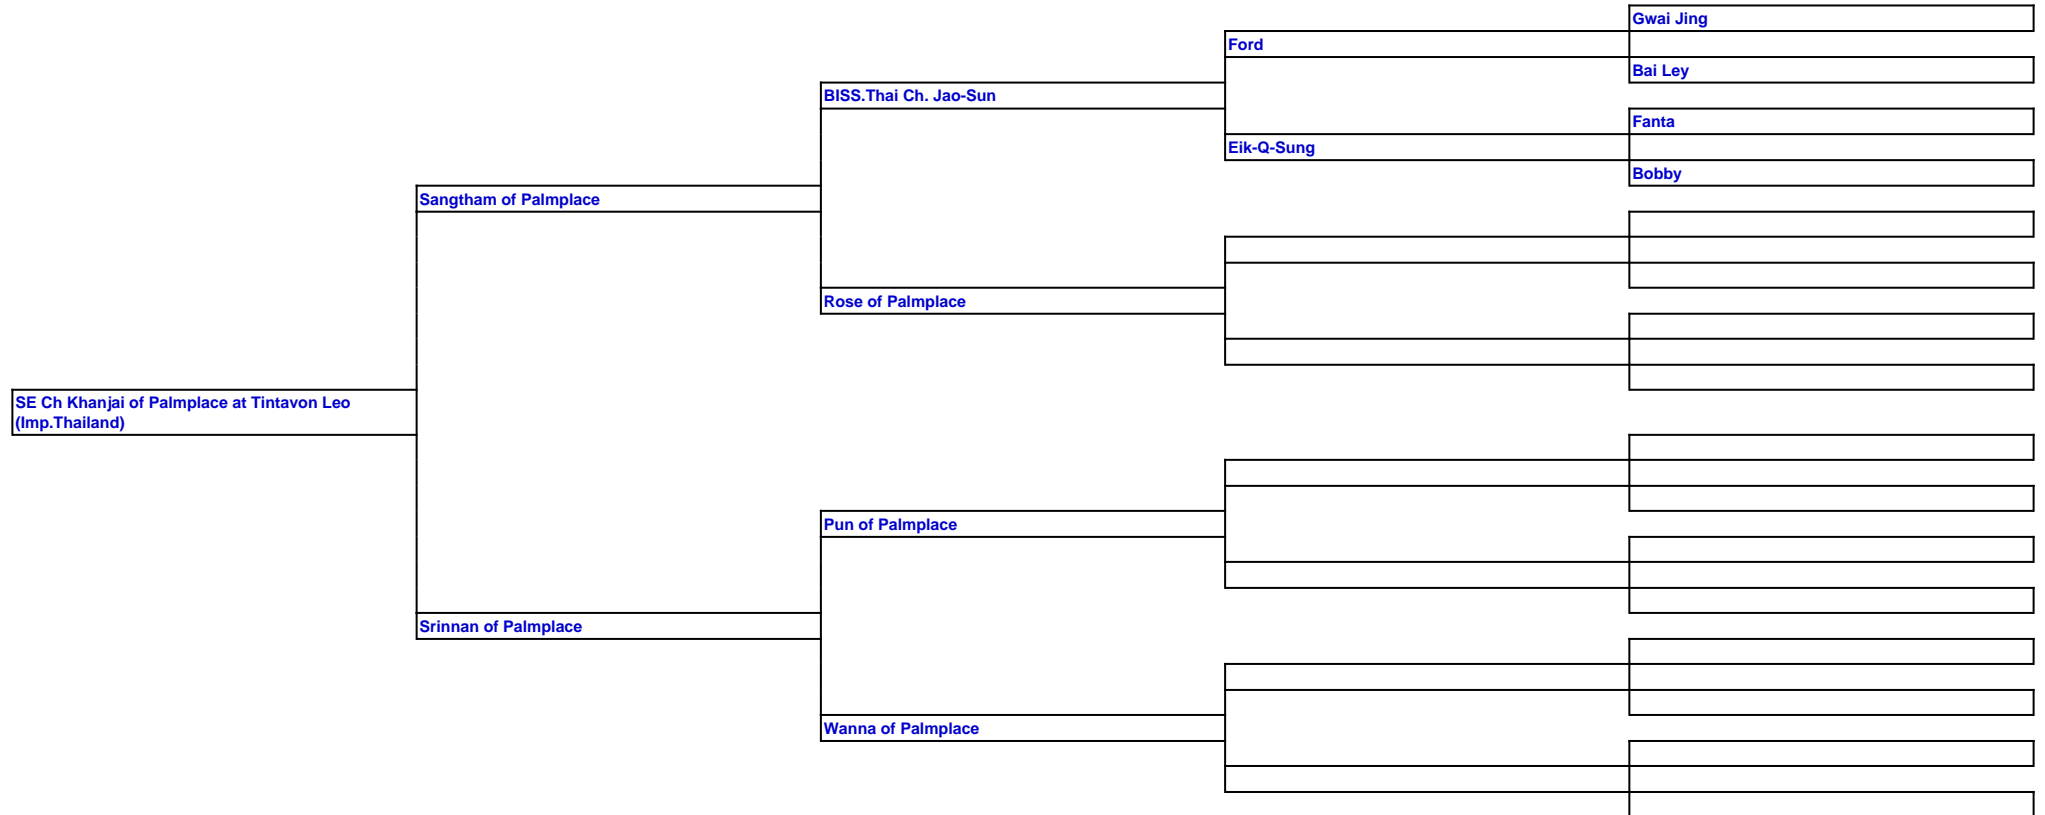 Gwai Jing
Ford
Bai Ley
BISS.Thai Ch. Jao-Sun
Fanta
Eik-Q-Sung
Bobby
Sangtham of Palmplace
Rose of Palmplace
SE Ch Khanjai of Palmplace at Tintavon Leo
(Imp.Thailand)
Pun of Palmplace
Srinnan of Palmplace
Wanna of Palmplace